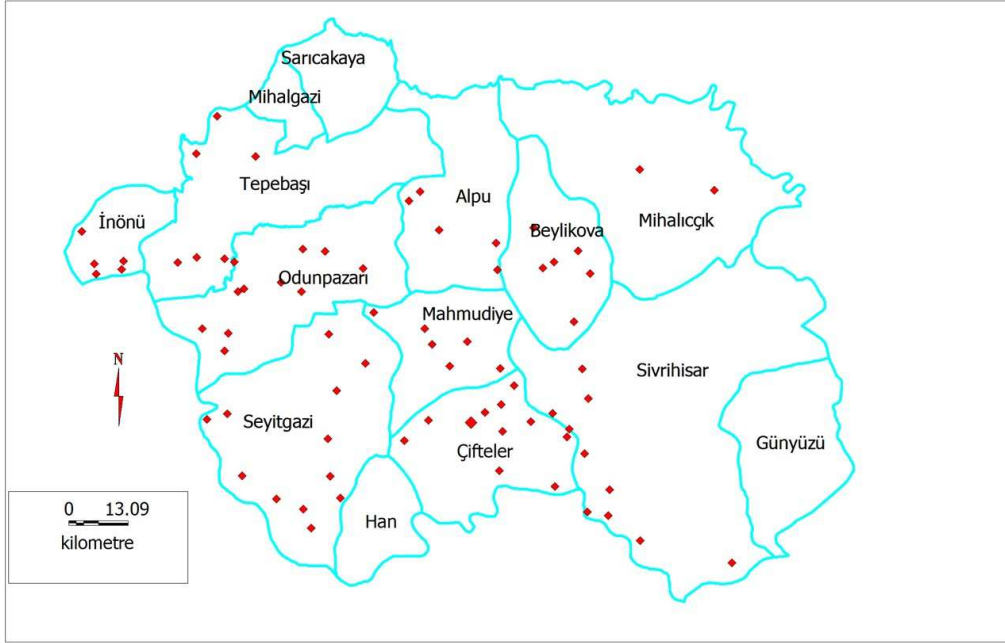 Sarıcakaya
Mihalgazi
Tepebaşı
Alpu
İnönü
Beylikova
Mihalıççık
Odunpazarı
Mahmudiye
N
Sivrihisar
Seyitgazi
Günyüzü
Çifteler
Han
0 13.09
kilometre